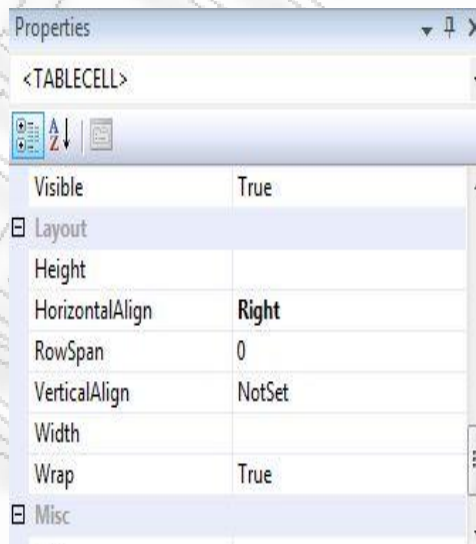 Properties
<TABLECELL>
Visible True
Layout
Height
HorizontalAlign Right
RowSpan 0
VerticalAlign NotSet
Width
Wrap True
Misc